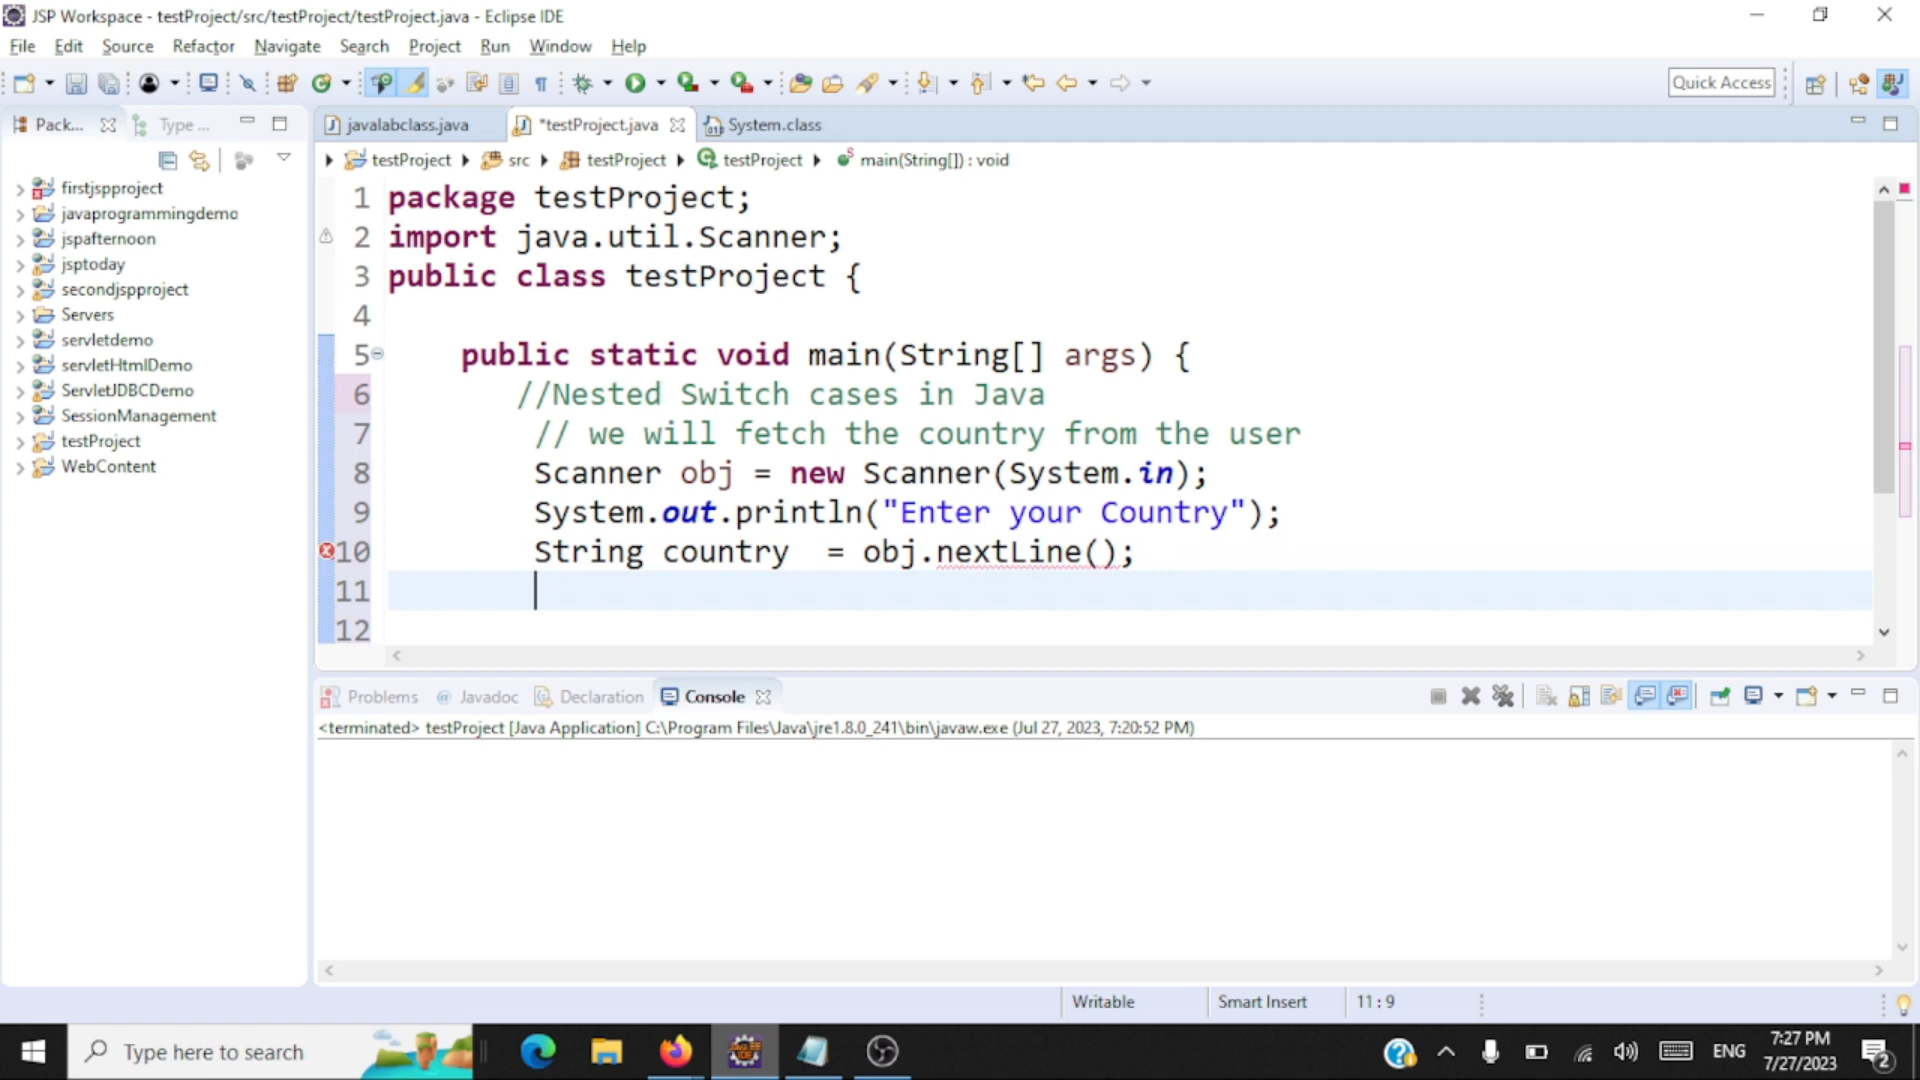 JSP Workspace - testProject/src/testProject/testProject.java - Eclipse IDE
File Edit Source Refactor Navigate Search Project Run Window Help
Quick Access
Pack... Type ...
javalabclass.java *testProject.java System.class
testProject src testProject testProject main(String[]) : void
firstjspproject
javaprogrammingdemo
jspafternoon
jsptoday
secondjspproject
Servers
servletdemo
servletHtmlDemo
ServletJDBCDemo
SessionManagement
testProject
WebContent
1 package testProject;
2 import java.util.Scanner;
3 public class testProject {
4
5 public static void main(String[] args) {
6 //Nested Switch cases in Java
7 // we will fetch the country from the user
8 Scanner obj = new Scanner(System.in);
9 System.out.println("Enter your Country");
10 String country  = obj.nextLine();
11
12
Problems @ Javadoc Declaration Console
<terminated> testProject [Java Application] C:\Program Files\Java\jre1.8.0_241\bin\javaw.exe (Jul 27, 2023, 7:20:52 PM)
Writable Smart Insert 11 : 9
Type here to search
ENG
7:27 PM
7/27/2023
2